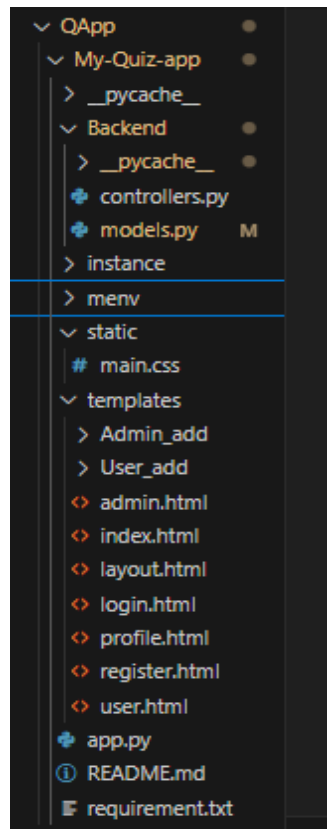 QApp
My-Quiz-app
__pycache__
Backend
__pycache__
controllers.py
models.py M
instance
menv
static
# main.css
templates
Admin_add
User_add
<> admin.html
<> index.html
<> layout.html
<> login.html
<> profile.html
<> register.html
<> user.html
app.py
README.md
requirement.txt